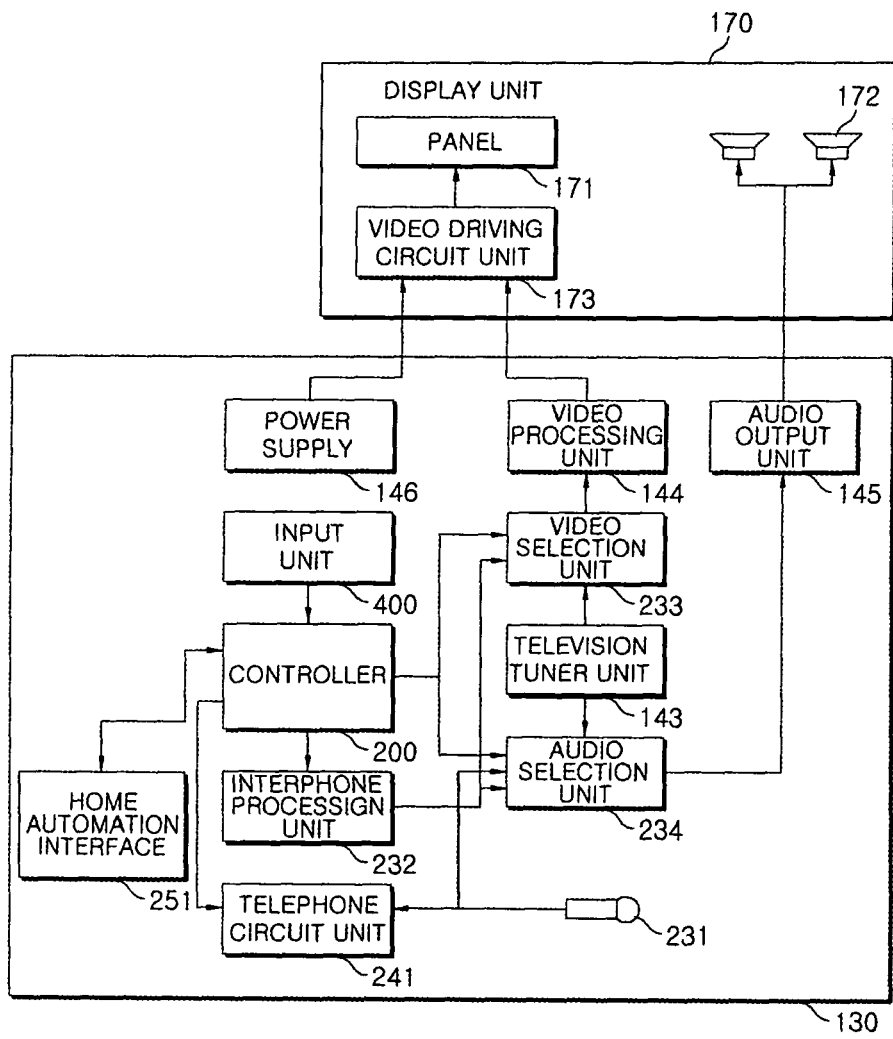 170
DISPLAY UNIT
172
PANEL
171
VIDEO DRIVING
CIRCUIT UNIT
173
POWER
SUPPLY
146
VIDEO
PROCESSING
UNIT
144
AUDIO
OUTPUT
UNIT
145
INPUT
UNIT
400
VIDEO
SELECTION
UNIT
233
CONTROLLER
200
TELEVISION
TUNER UNIT
143
HOME
AUTOMATION
INTERFACE
251
INTERPHONE
PROCESSIGN
UNIT
232
AUDIO
SELECTION
UNIT
234
TELEPHONE
CIRCUIT UNIT
241
231
130